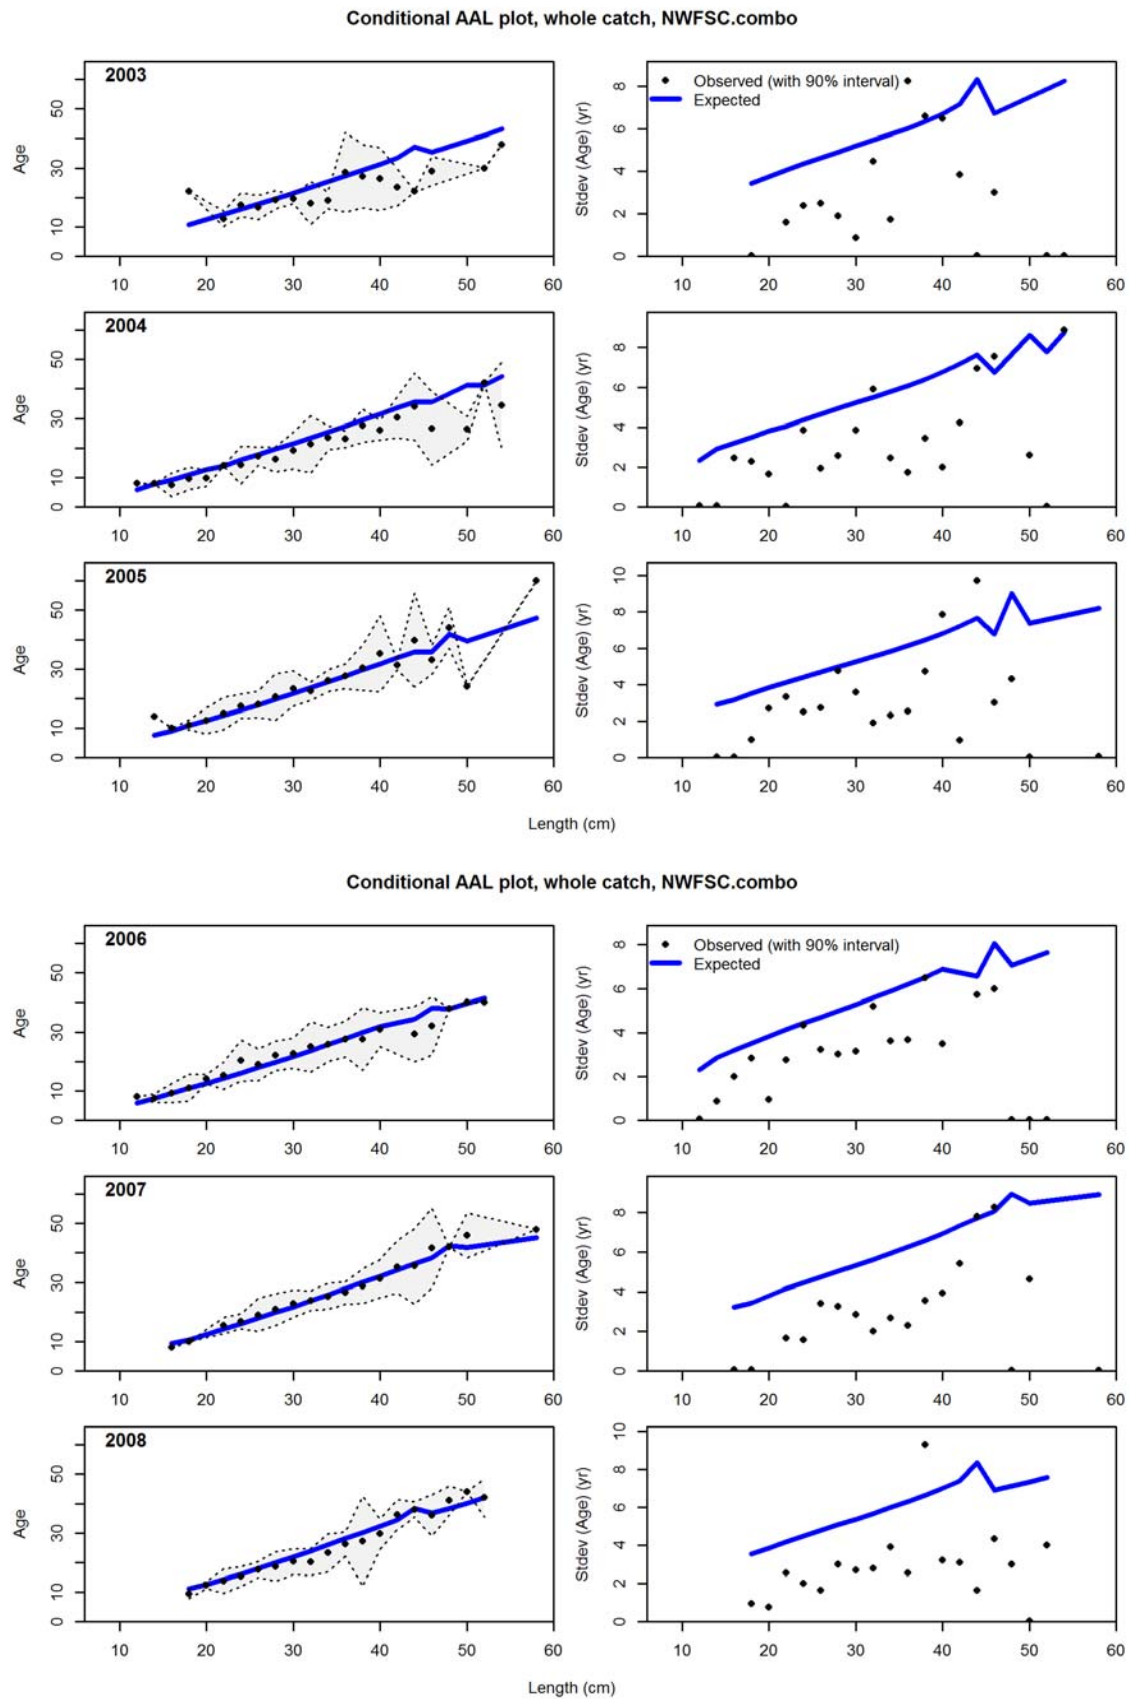 Conditional AAL plot, whole catch, NWFSC.combo
2003
Age
0 10 30 50
10 20 30 40 50 60
Observed (with 90% interval)
Expected
Stdev (Age) (yr)
0 2 4 6 8
10 20 30 40 50 60
2004
Age
0 10 30 50
10 20 30 40 50 60
Stdev (Age) (yr)
0 2 4 6 8
10 20 30 40 50 60
2005
Age
0 10 30 50
10 20 30 40 50 60
Stdev (Age) (yr)
0 2 4 6 8 10
10 20 30 40 50 60
Length (cm)
Conditional AAL plot, whole catch, NWFSC.combo
2006
Age
0 10 30 50
10 20 30 40 50 60
Observed (with 90% interval)
Expected
Stdev (Age) (yr)
0 2 4 6 8
10 20 30 40 50 60
2007
Age
0 10 30 50
10 20 30 40 50 60
Stdev (Age) (yr)
0 2 4 6 8
10 20 30 40 50 60
2008
Age
0 10 30 50
10 20 30 40 50 60
Stdev (Age) (yr)
0 2 4 6 8 10
10 20 30 40 50 60
Length (cm)